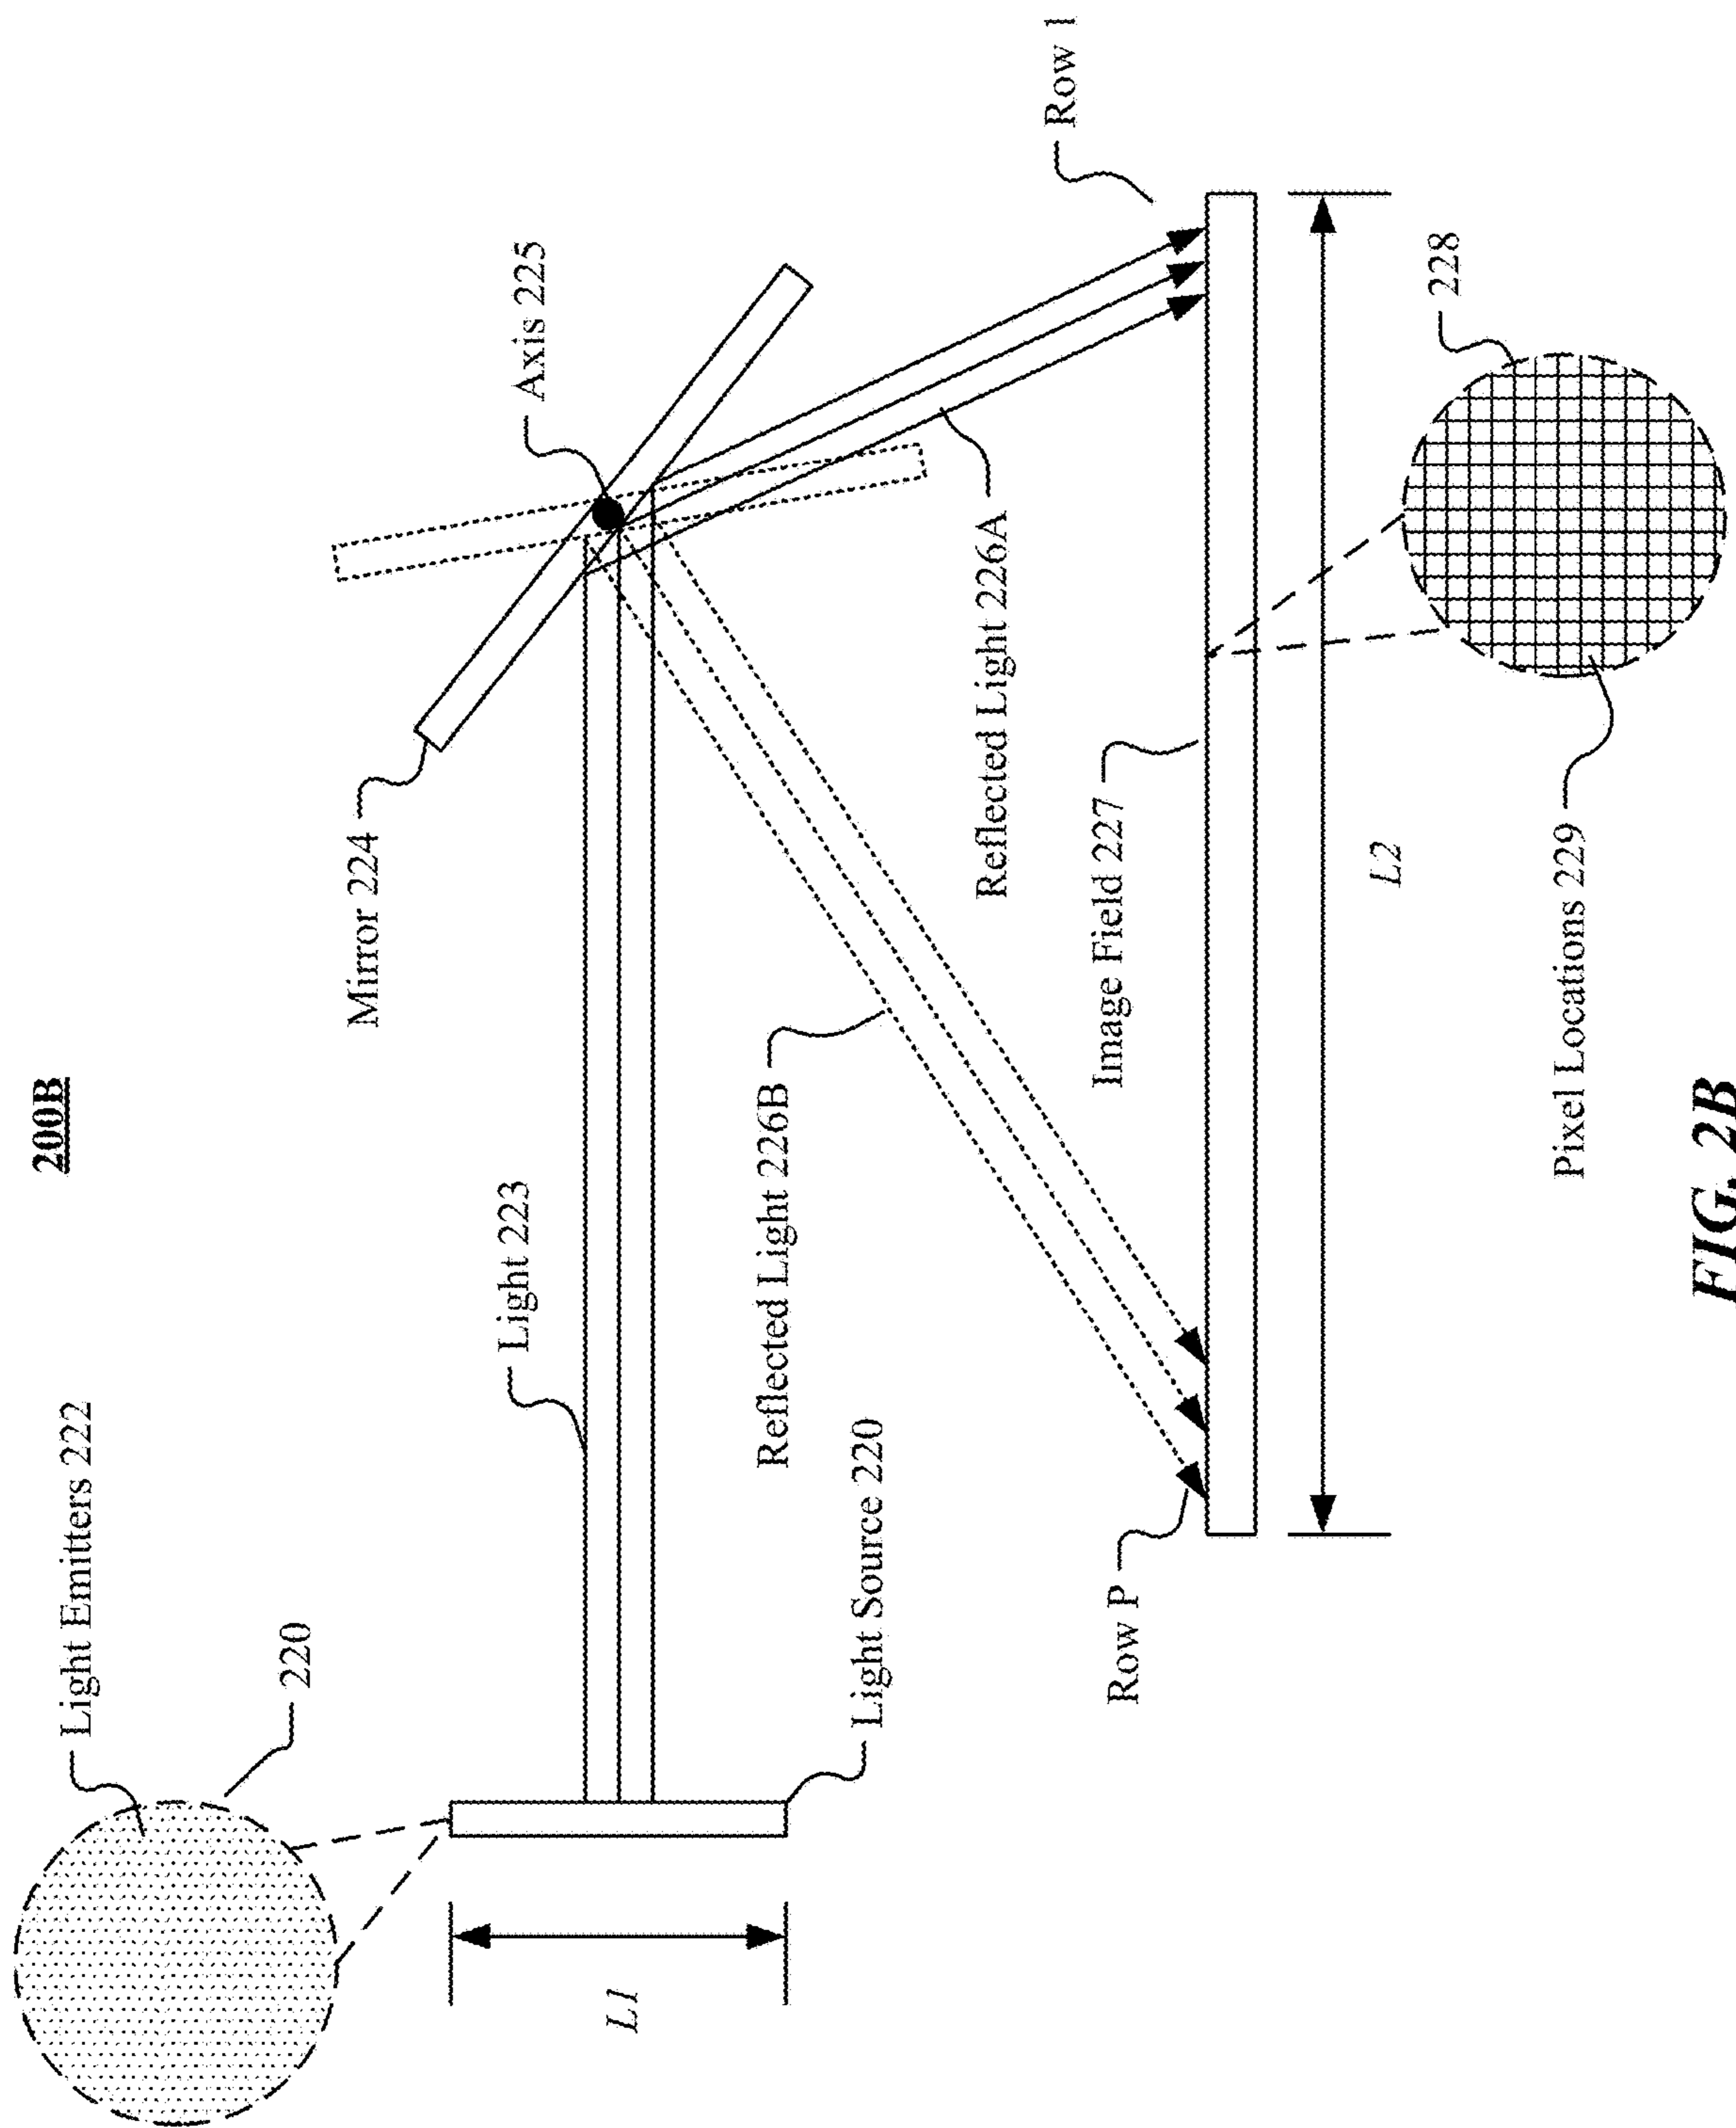 200B
Light Emitters 222
220
Mirror 224
Axis 225
Light 223
L1
Light Source 220
Reflected Light 226B
Reflected Light 226A
Row 1
Row P
Image Field 227
L2
228
Pixel Locations 229
FIG. 2B